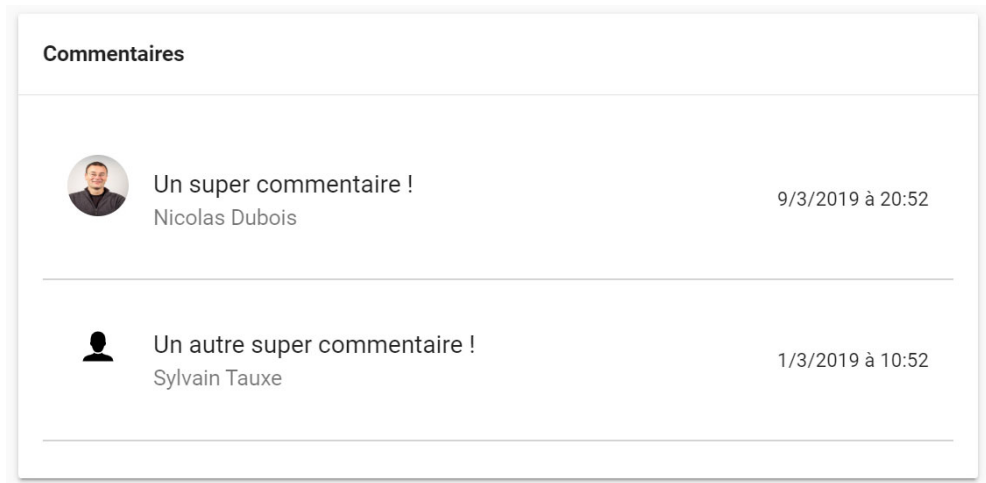 Commentaires
Un super commentaire !
Nicolas Dubois
9/3/2019 à 20:52
Un autre super commentaire !
Sylvain Tauxe
1/3/2019 à 10:52